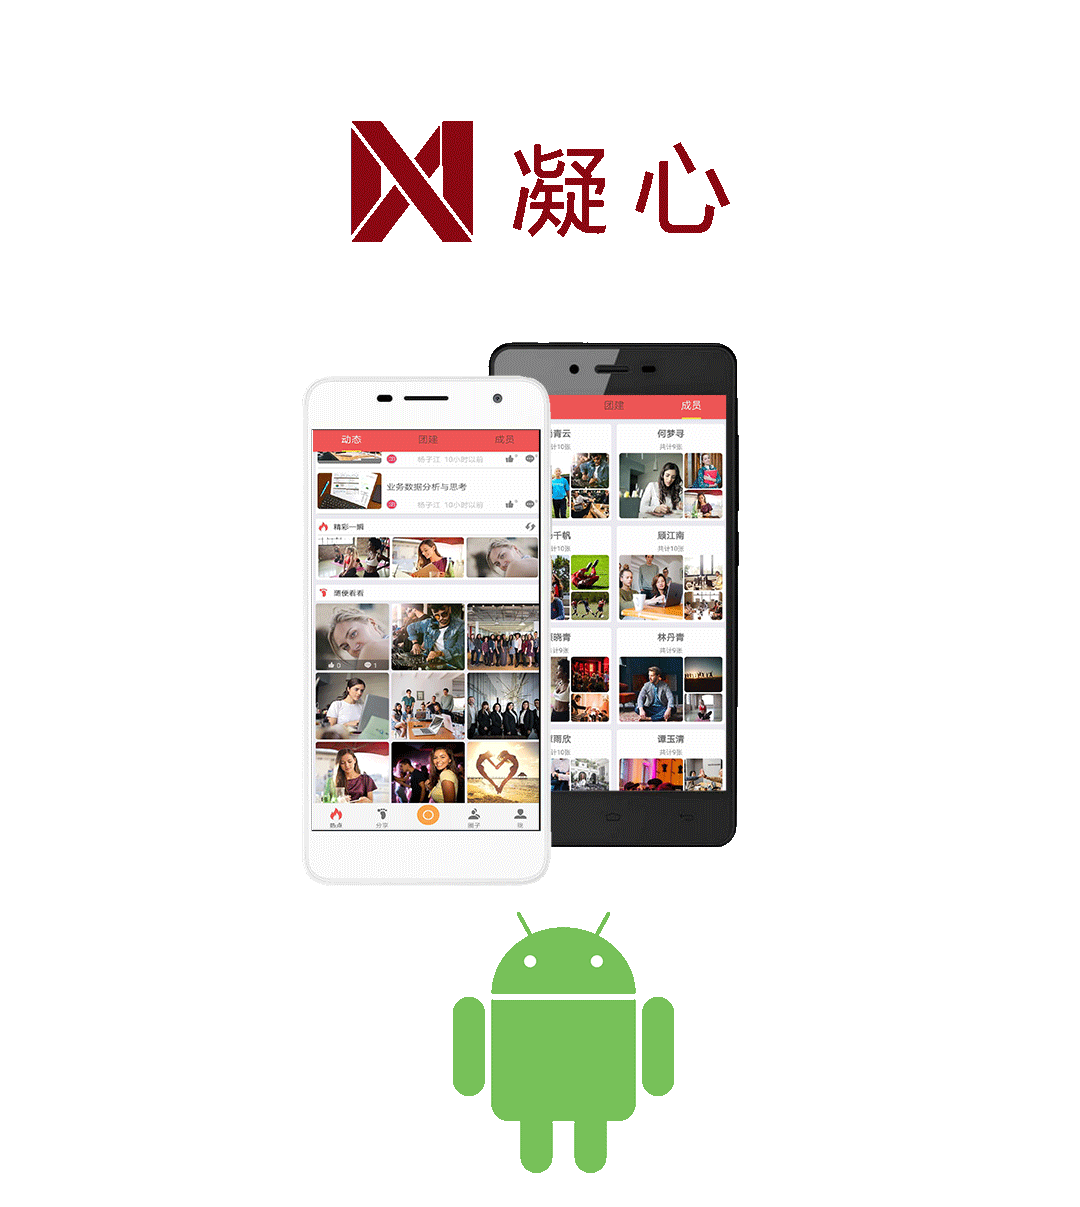 凝心
动态 团建 成员
杨子江 10小时以前
业务数据分析与思考
杨子江 10小时以前
精彩一瞬
随便看看
0 1
热点 分享 圈子 我
团建 成员
青云
何梦寻
计10张
共计9张
千帆
顾江南
计10张
共计10张
晓青
林丹青
计9张
共计9张
雨欣
谭玉清
计10张
共计9张